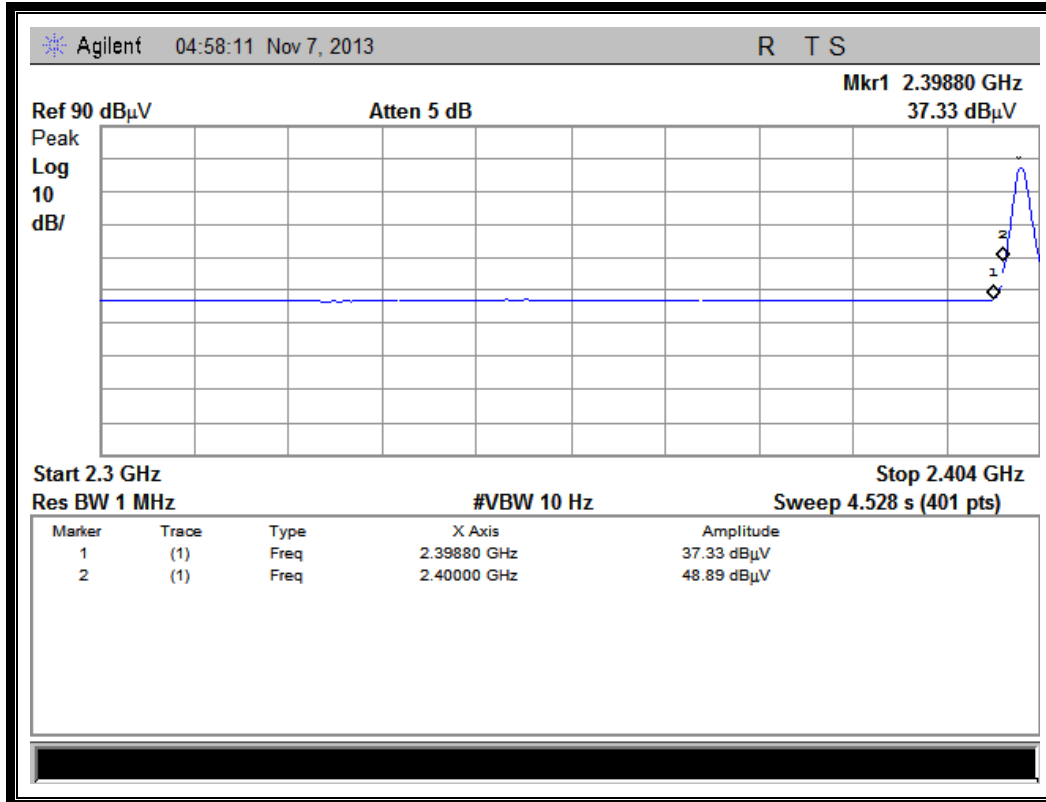 Agilent 04:58:11 Nov 7, 2013 R T S
Mkr1 2.39880 GHz
Ref 90 dBµV Atten 5 dB 37.33 dBµV
Peak
Log
10
dB/
2
1
Start 2.3 GHz Stop 2.404 GHz
Res BW 1 MHz #VBW 10 Hz Sweep 4.528 s (401 pts)
Marker Trace Type X Axis Amplitude
1 (1) Freq 2.39880 GHz 37.33 dBµV
2 (1) Freq 2.40000 GHz 48.89 dBµV